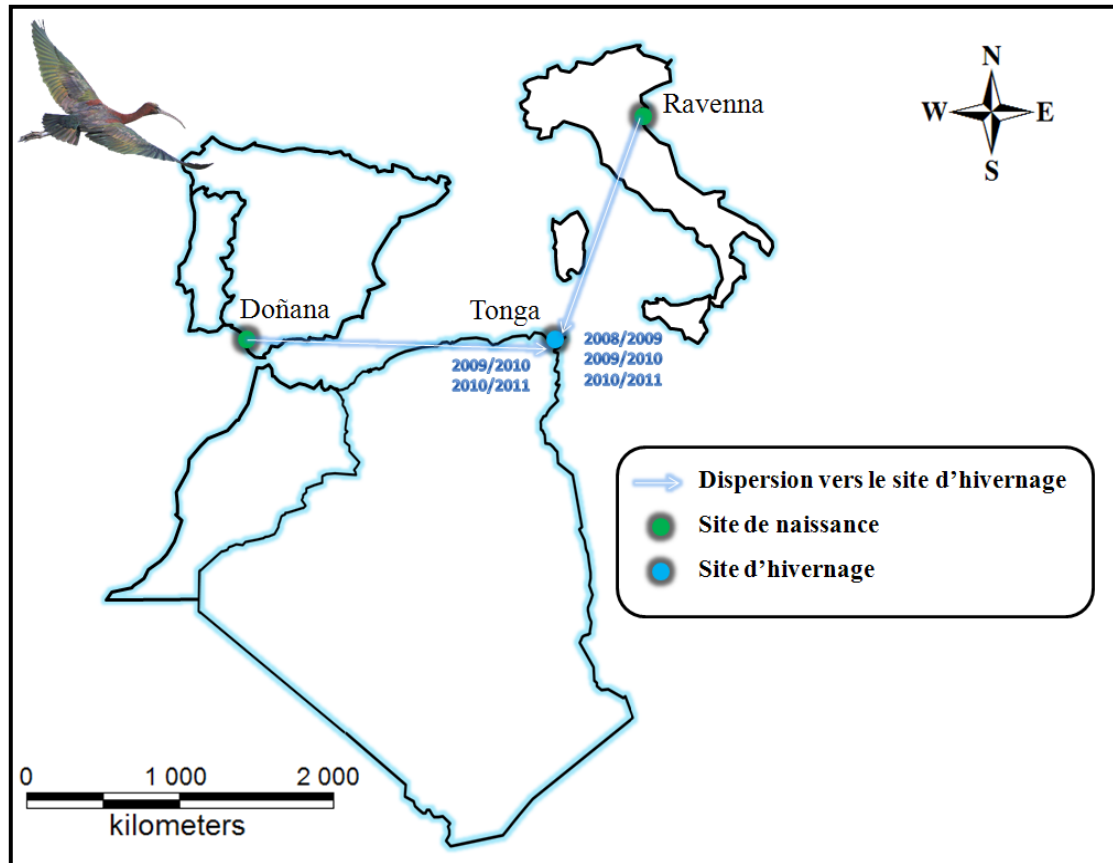 Ravenna
N
W E
S
Doñana
Tonga
2009/2010
2010/2011
2008/2009
2009/2010
2010/2011
Dispersion vers le site d'hivernage
Site de naissance
Site d'hivernage
0 1 000 2 000
kilometers